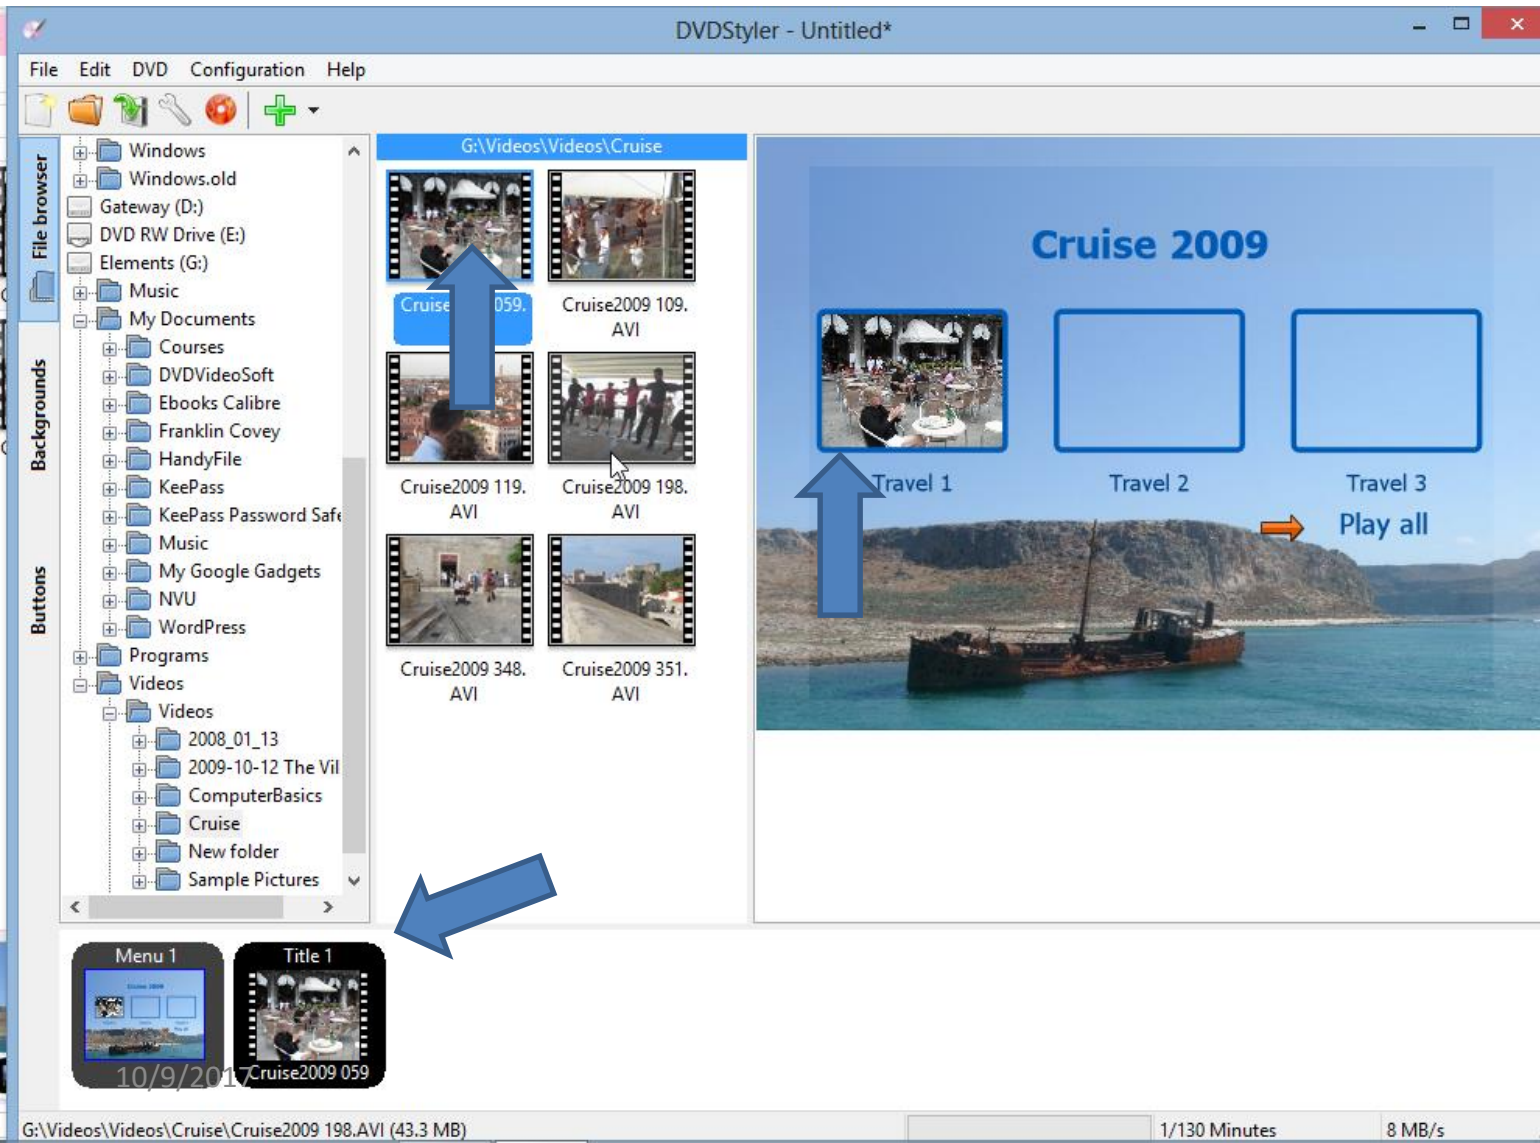 DVDStyler - Untitled*
File Edit DVD Configuration Help
File browser
Backgrounds
Buttons
Windows
Windows.old
Gateway (D:)
DVD RW Drive (E:)
Elements (G:)
Music
My Documents
Courses
DVDVideoSoft
Ebooks Calibre
Franklin Covey
HandyFile
KeePass
KeePass Password Safe
Music
My Google Gadgets
NVU
WordPress
Programs
Videos
Videos
2008_01_13
2009-10-12 The Vil
ComputerBasics
Cruise
New folder
Sample Pictures
G:\Videos\Videos\Cruise
Cruise 059.
Cruise2009 109.
AVI
Cruise2009 119.
AVI
Cruise2009 198.
AVI
Cruise2009 348.
AVI
Cruise2009 351.
AVI
Cruise 2009
Travel 1
Travel 2
Travel 3
Play all
Menu 1
Cruise 2009
Title 1
Cruise2009 059
10/9/2017
G:\Videos\Videos\Cruise\Cruise2009 198.AVI (43.3 MB)
1/130 Minutes
8 MB/s